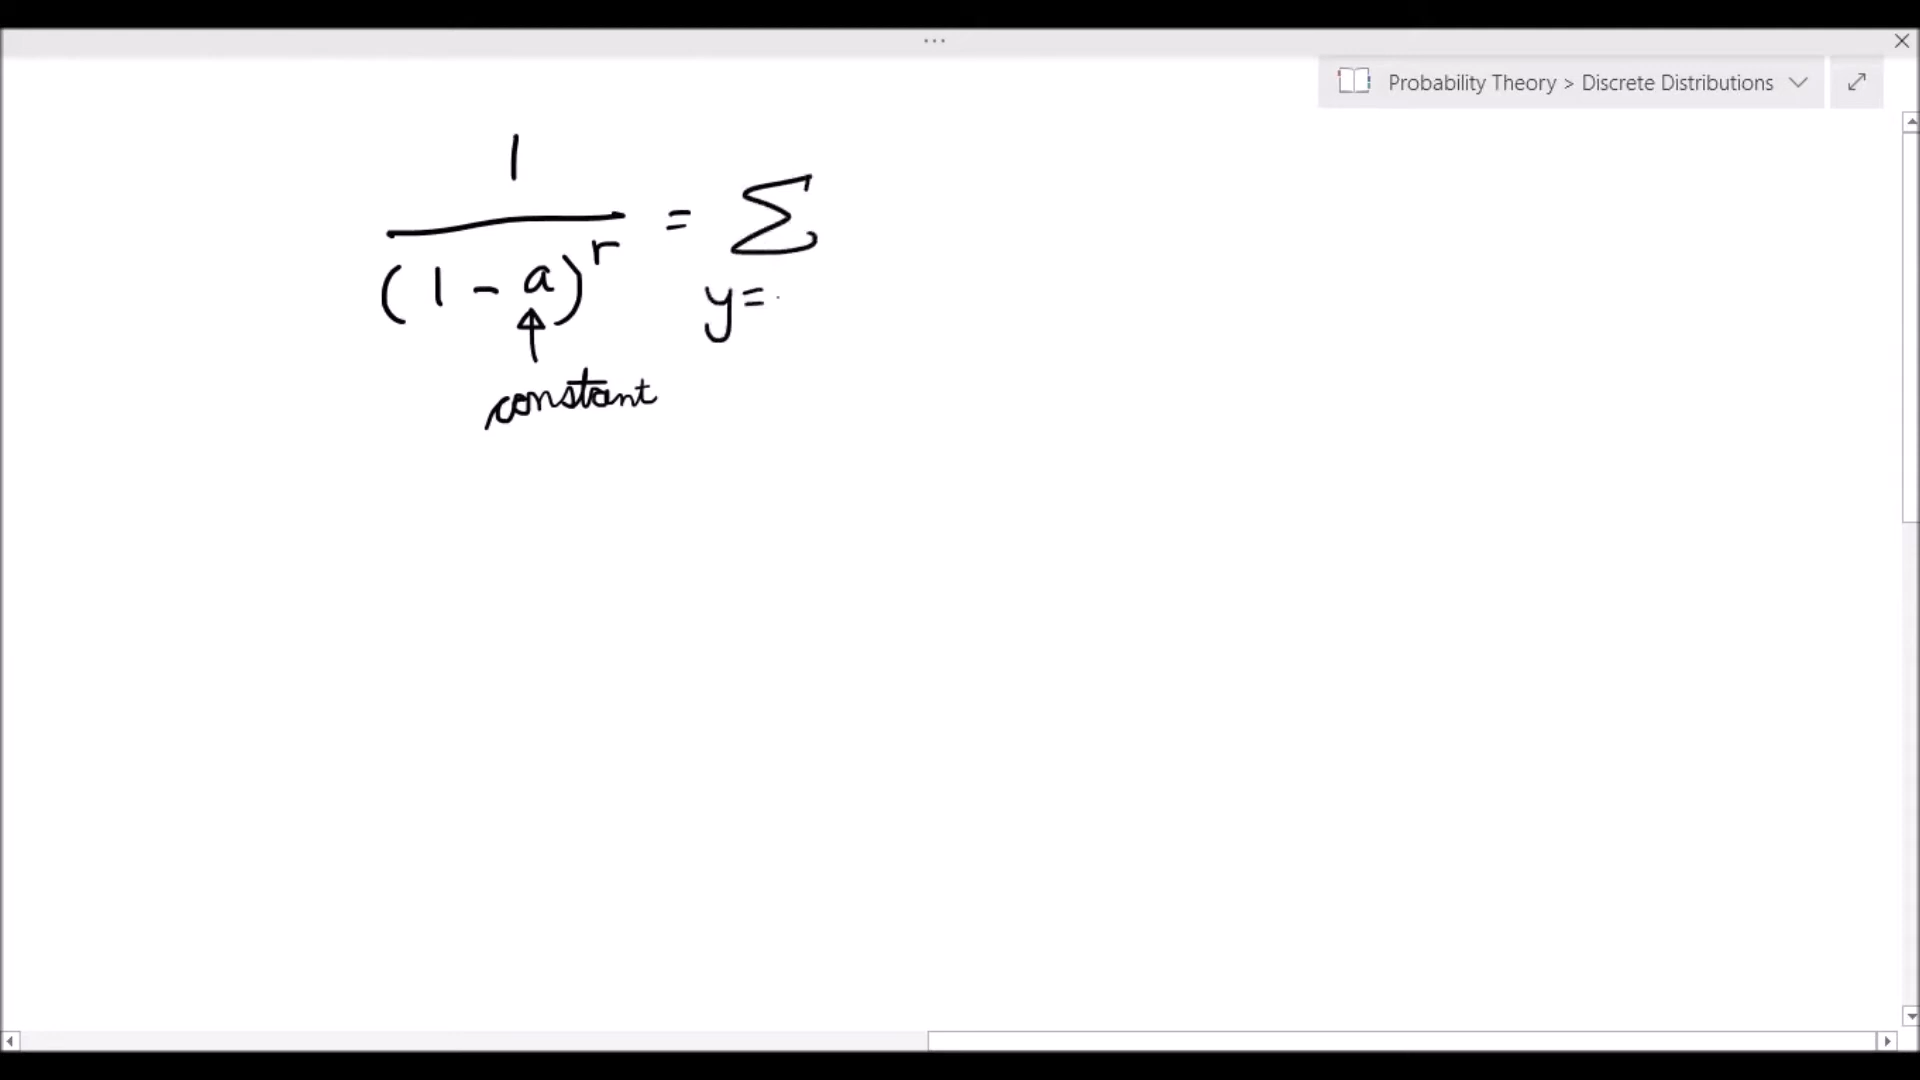 Probability Theory > Discrete Distributions
1
= Σ
(1 - a)^r
y=
constant